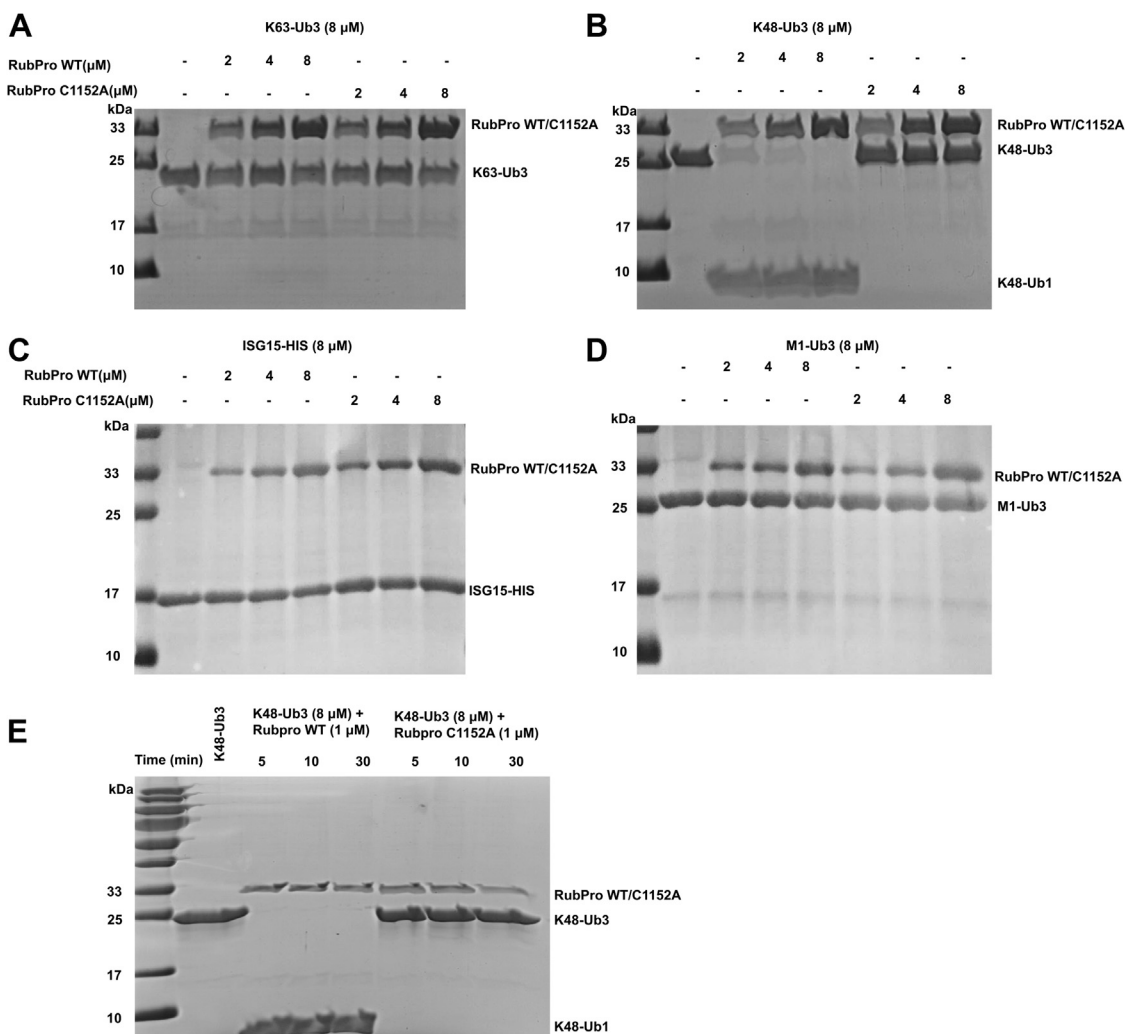 A
K63-Ub3 (8 µM)
RubPro WT(µM) - 2 4 8 - - -
RubPro C1152A(µM) - - - - 2 4 8
kDa
33 RubPro WT/C1152A
25
K63-Ub3
17
10
B
K48-Ub3 (8 µM)
- 2 4 8 - - -
- - - - 2 4 8
kDa
33 RubPro WT/C1152A
25 K48-Ub3
17
10
K48-Ub1
C
ISG15-HIS (8 µM)
RubPro WT(µM) - 2 4 8 - - -
RubPro C1152A(µM) - - - - 2 4 8
kDa
33 RubPro WT/C1152A
25
17 ISG15-HIS
10
D
M1-Ub3 (8 µM)
- 2 4 8 - - -
- - - - 2 4 8
kDa
33 RubPro WT/C1152A
25 M1-Ub3
17
10
E
K48-Ub3
K48-Ub3 (8 µM) +
Rubpro WT (1 µM)
K48-Ub3 (8 µM) +
Rubpro C1152A (1 µM)
Time (min) 5 10 30 5 10 30
kDa
33 RubPro WT/C1152A
25 K48-Ub3
17
10 K48-Ub1